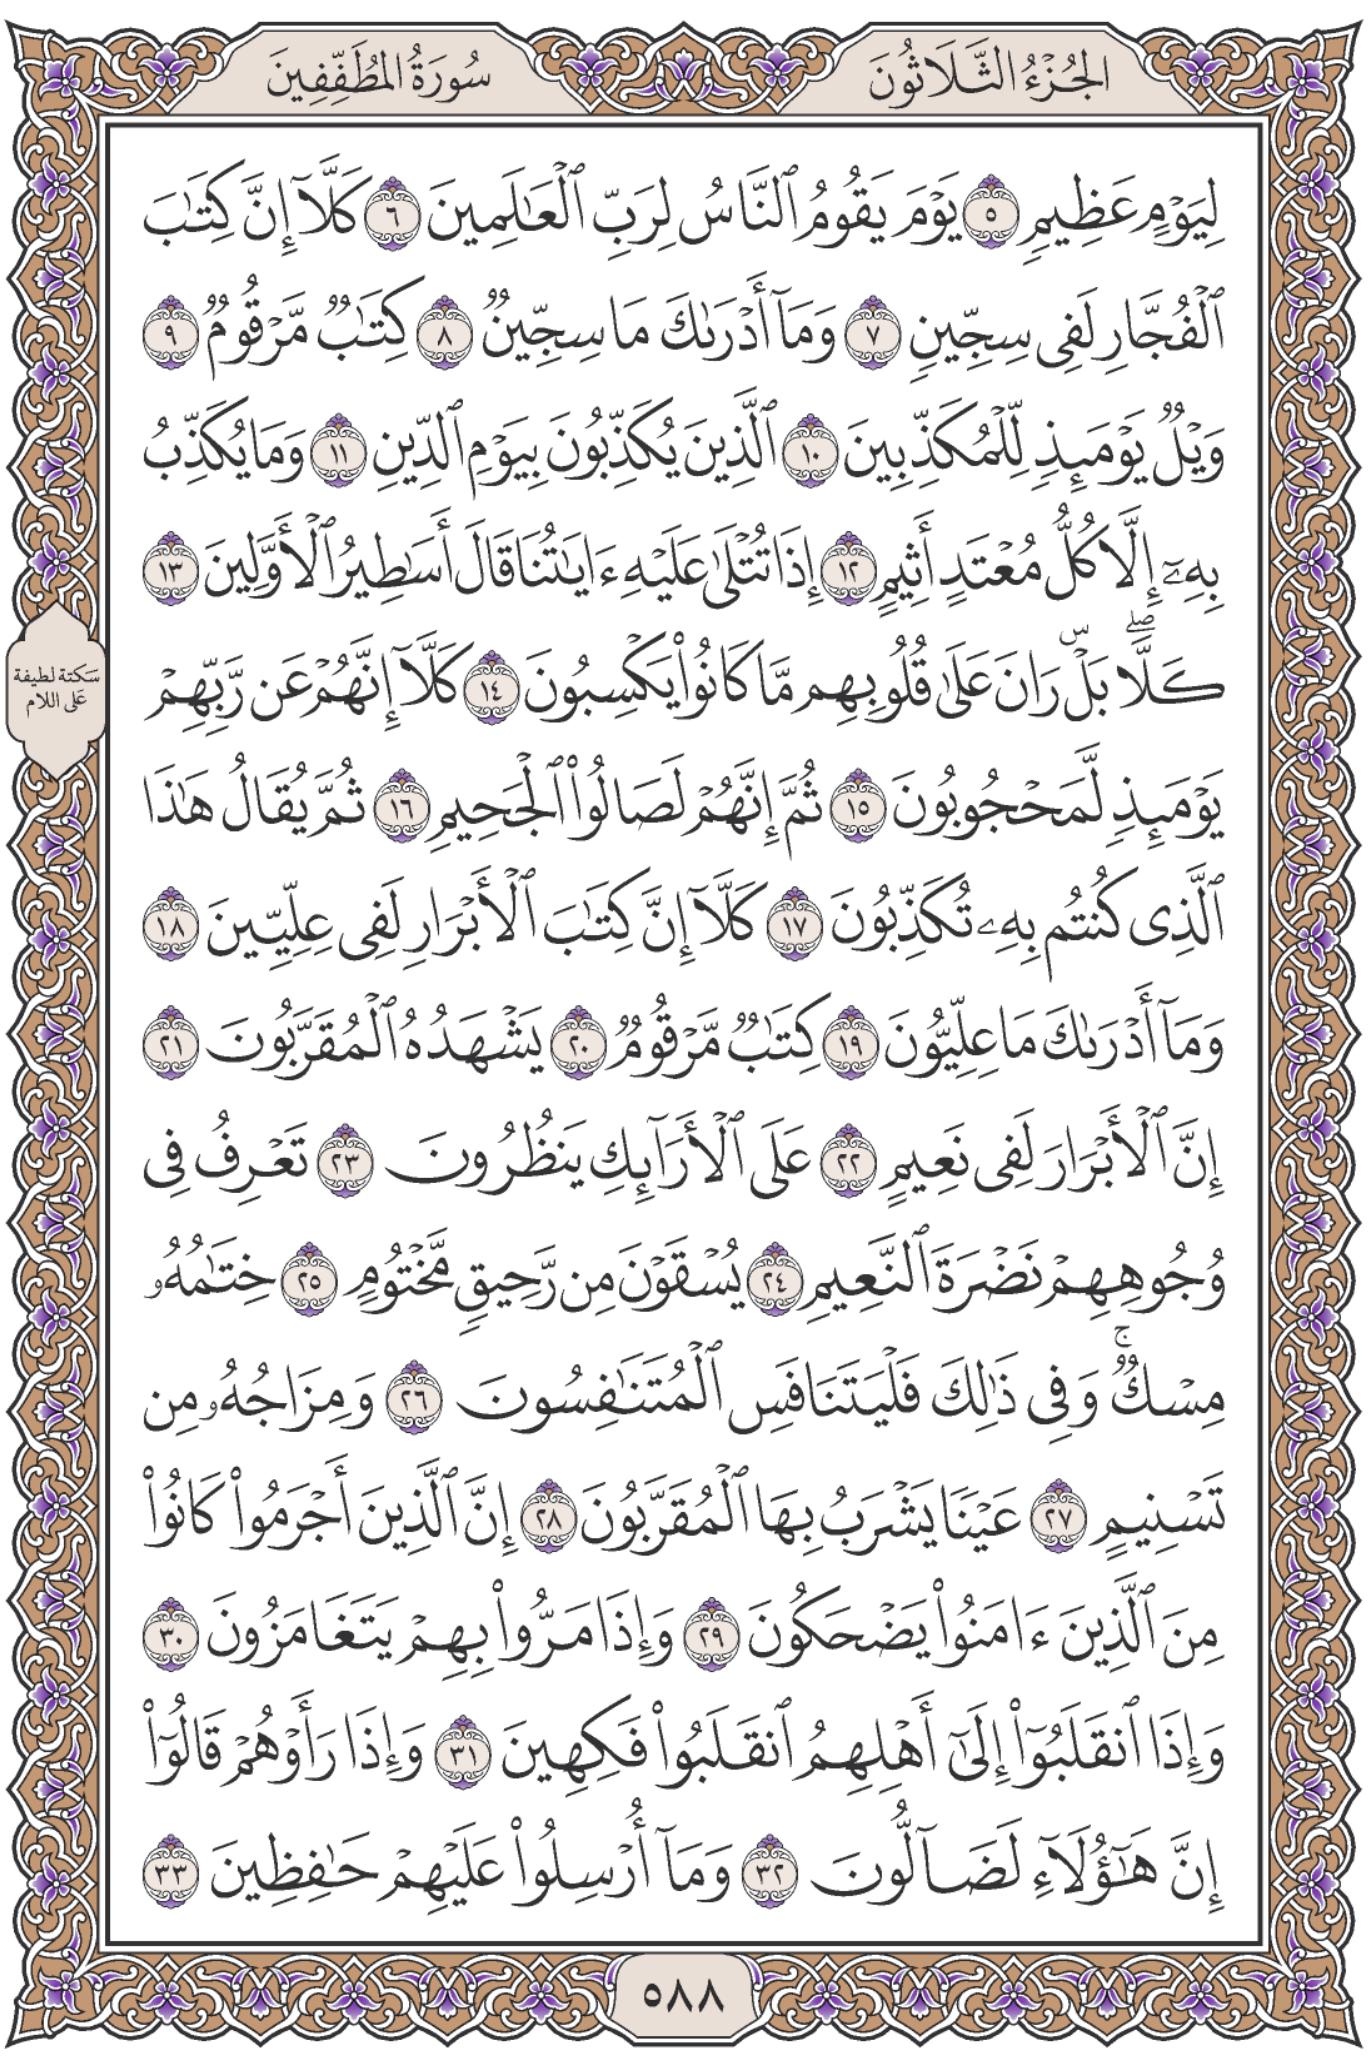 الجُزْءُ الثَّلَاثُونَ
سُورَةُ المُطَفِّفِينَ
لِيَوْمٍ عَظِيمٖ ٥ يَوْمَ يَقُومُ ٱلنَّاسُ لِرَبِّ ٱلۡعَٰلَمِينَ ٦ كَلَّآ إِنَّ كِتَٰبَ
ٱلۡفُجَّارِ لَفِي سِجِّينٖ ٧ وَمَآ أَدۡرَىٰكَ مَا سِجِّينٞ ٨ كِتَٰبٞ مَّرۡقُومٞ ٩
وَيۡلٞ يَوۡمَئِذٖ لِّلۡمُكَذِّبِينَ ١٠ ٱلَّذِينَ يُكَذِّبُونَ بِيَوۡمِ ٱلدِّينِ ١١ وَمَا يُكَذِّبُ
بِهِۦٓ إِلَّا كُلُّ مُعۡتَدٍ أَثِيمٍ ١٢ إِذَا تُتۡلَىٰ عَلَيۡهِ ءَايَٰتُنَا قَالَ أَسَٰطِيرُ ٱلۡأَوَّلِينَ ١٣
كـَلَّاۖ بَلۡۜ رَانَ عَلَىٰ قُلُوبِهِم مَّا كَانُواْ يَكۡسِبُونَ ١٤ كَلَّآ إِنَّهُمۡ عَن رَّبِّهِمۡ
سَكتة لطيفة
عَلى اللام
يَوۡمَئِذٖ لَّمَحۡجُوبُونَ ١٥ ثُمَّ إِنَّهُمۡ لَصَالُواْ ٱلۡجَحِيمِ ١٦ ثُمَّ يُقَالُ هَٰذَا
ٱلَّذِي كُنتُم بِهِۦ تُكَذِّبُونَ ١٧ كَلَّآ إِنَّ كِتَٰبَ ٱلۡأَبۡرَارِ لَفِي عِلِّيِّينَ ١٨
وَمَآ أَدۡرَىٰكَ مَا عِلِّيُّونَ ١٩ كِتَٰبٞ مَّرۡقُومٞ ٢٠ يَشۡهَدُهُ ٱلۡمُقَرَّبُونَ ٢١
إِنَّ ٱلۡأَبۡرَارَ لَفِي نَعِيمٍ ٢٢ عَلَى ٱلۡأَرَآئِكِ يَنظُرُونَ ٢٣ تَعۡرِفُ فِي
وُجُوهِهِمۡ نَضۡرَةَ ٱلنَّعِيمِ ٢٤ يُسۡقَوۡنَ مِن رَّحِيقٖ مَّخۡتُومٍ ٢٥ خِتَٰمُهُۥ
مِسۡكٞۚ وَفِي ذَٰلِكَ فَلۡيَتَنَافَسِ ٱلۡمُتَنَٰفِسُونَ ٢٦ وَمِزَاجُهُۥ مِن
تَسۡنِيمٍ ٢٧ عَيۡنٗا يَشۡرَبُ بِهَا ٱلۡمُقَرَّبُونَ ٢٨ إِنَّ ٱلَّذِينَ أَجۡرَمُواْ كَانُواْ
مِنَ ٱلَّذِينَ ءَامَنُواْ يَضۡحَكُونَ ٢٩ وَإِذَا مَرُّواْ بِهِمۡ يَتَغَامَزُونَ ٣٠
وَإِذَا ٱنقَلَبُوٓاْ إِلَىٰٓ أَهۡلِهِمُ ٱنقَلَبُواْ فَكِهِينَ ٣١ وَإِذَا رَأَوۡهُمۡ قَالُوٓاْ
إِنَّ هَٰٓؤُلَآءِ لَضَآلُّونَ ٣٢ وَمَآ أُرۡسِلُواْ عَلَيۡهِمۡ حَٰفِظِينَ ٣٣
٥٨٨